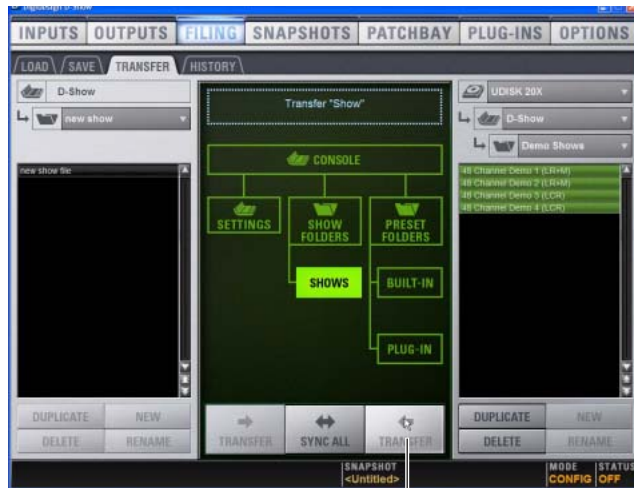 Digidesign D-Show
INPUTS OUTPUTS FILING SNAPSHOTS PATCHBAY PLUG-INS OPTIONS
LOAD SAVE TRANSFER HISTORY
D-Show
new show
new show file
DUPLICATE NEW
DELETE RENAME
Transfer "Show"
CONSOLE
SETTINGS
SHOW
FOLDERS
PRESET
FOLDERS
SHOWS
BUILT-IN
PLUG-IN
TRANSFER SYNC ALL TRANSFER
UDISK 20X
D-Show
Demo Shows
48 Channel Demo 1 (LR+M)
48 Channel Demo 2 (LR+M)
48 Channel Demo 3 (LCR)
48 Channel Demo 4 (LCR)
DUPLICATE NEW
DELETE RENAME
SNAPSHOT
<Untitled>
MODE
CONFIG
STATUS
OFF